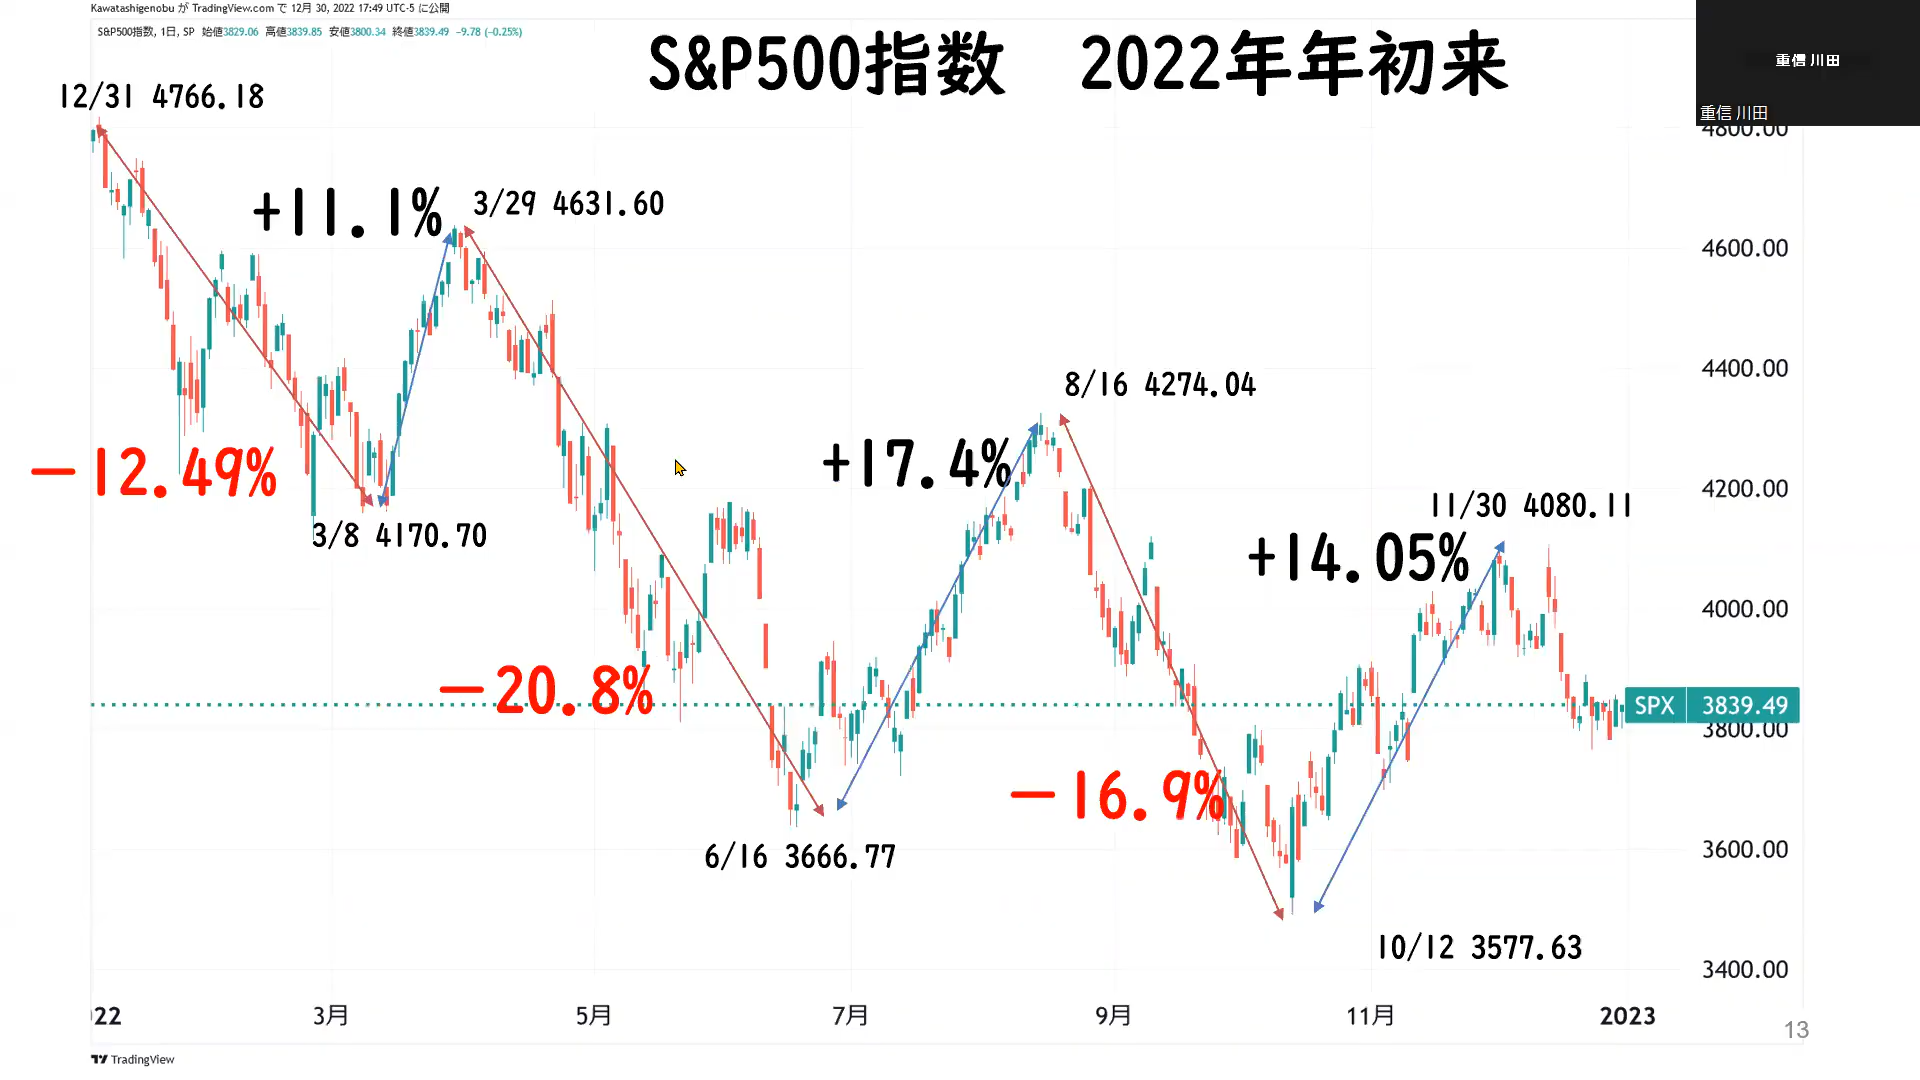 Kawatashigenobu が TradingView.com で 12月 30, 2022 17:49 UTC-5 に公開
S&P500指数, 1日, SP 始値3829.06 高値3839.85 安値3800.34 終値3839.49 −9.78 (−0.25%)
S&P500指数 2022年年初来
重信 川田
重信 川田
12/31 4766.18
4800.00
+11.1%
3/29 4631.60
4600.00
8/16 4274.04
4400.00
−12.49%
+17.4%
4200.00
11/30 4080.11
3/8 4170.70
+14.05%
4000.00
−20.8%
SPX 3839.49
3800.00
−16.9%
6/16 3666.77
3600.00
10/12 3577.63
3400.00
22 3月 5月 7月 9月 11月 2023
13
TradingView